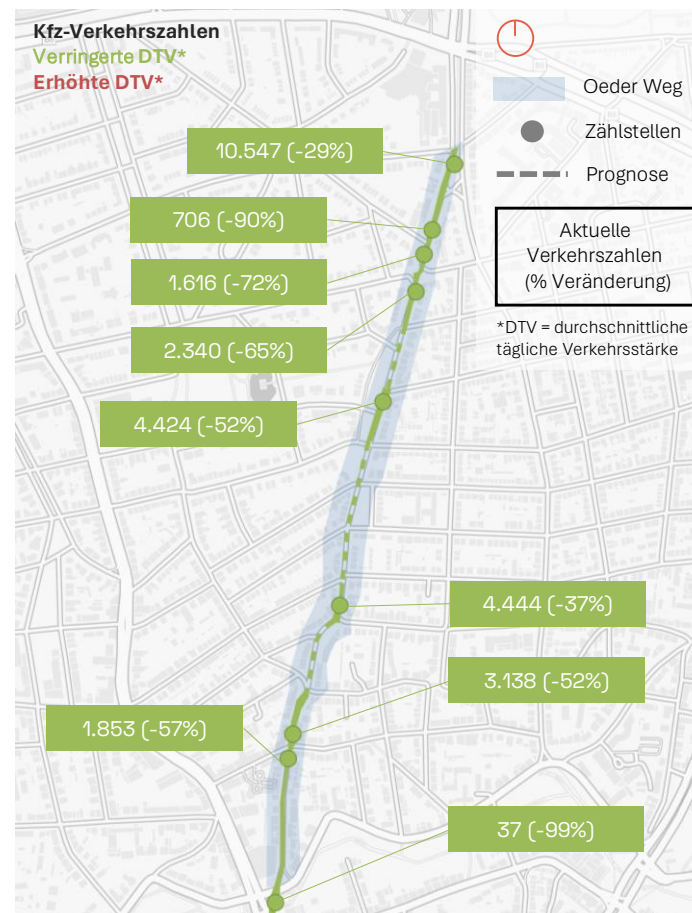 Kfz-Verkehrszahlen
Verringerte DTV*
Erhöhte DTV*
Oeder Weg
Zählstellen
Prognose
Aktuelle
Verkehrszahlen
(% Veränderung)
*DTV = durchschnittliche
tägliche Verkehrsstärke
10.547 (-29%)
706 (-90%)
1.616 (-72%)
2.340 (-65%)
4.424 (-52%)
4.444 (-37%)
3.138 (-52%)
1.853 (-57%)
37 (-99%)